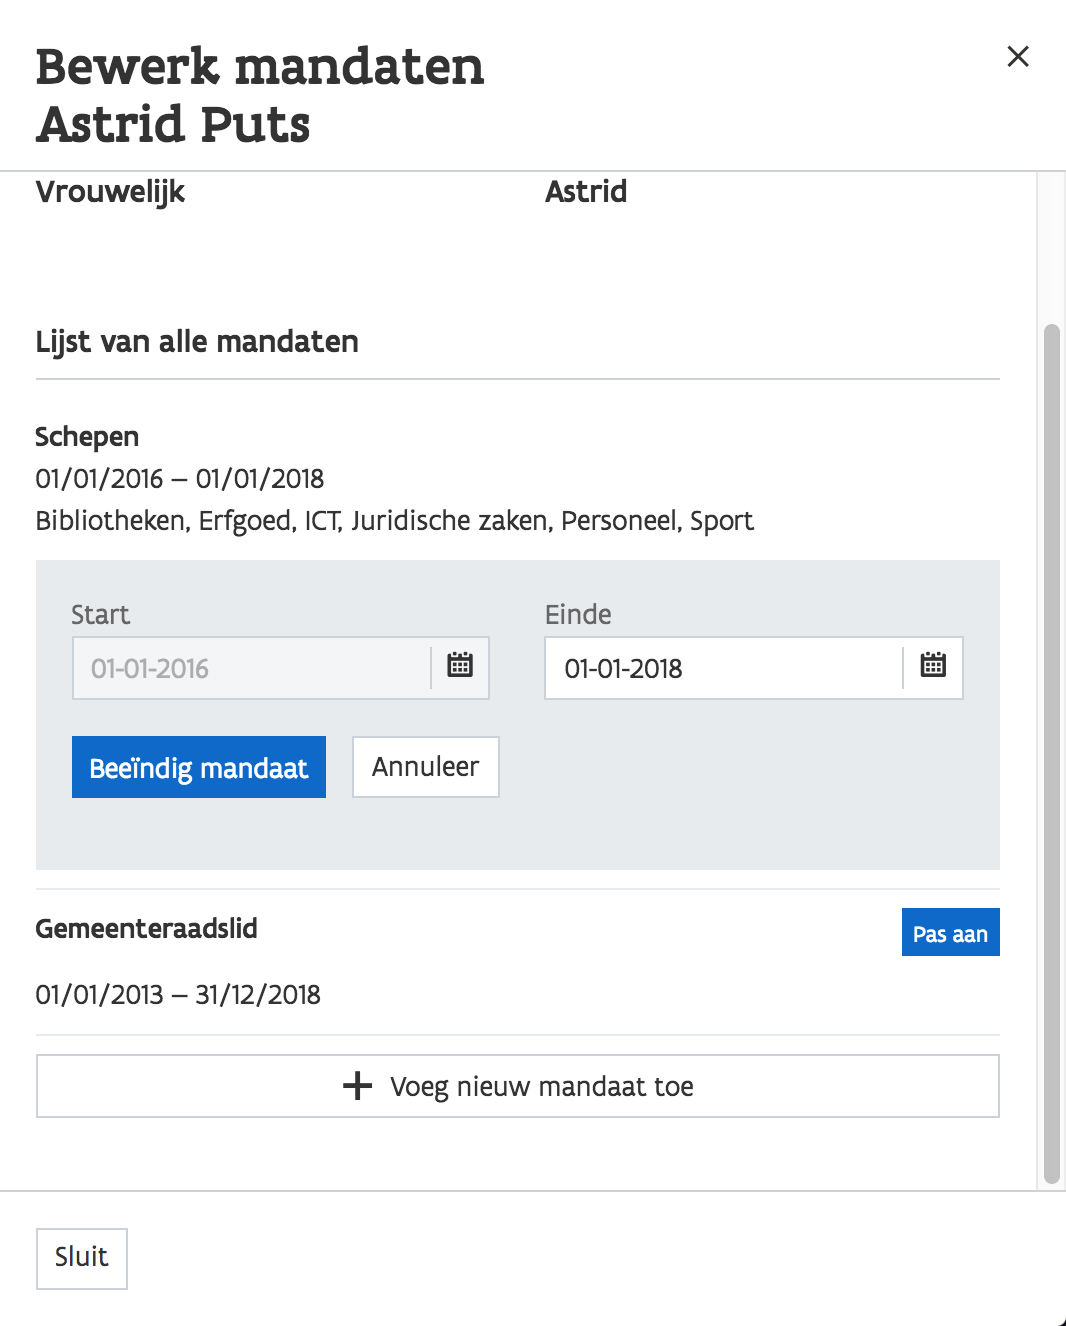 Bewerk mandaten
Astrid Puts
Vrouwelijk Astrid
Lijst van alle mandaten
Schepen
01/01/2016 – 01/01/2018
Bibliotheken, Erfgoed, ICT, Juridische zaken, Personeel, Sport
Start Einde
01-01-2016 01-01-2018
Beeïndig mandaat Annuleer
Gemeenteraadslid Pas aan
01/01/2013 – 31/12/2018
Voeg nieuw mandaat toe
Sluit